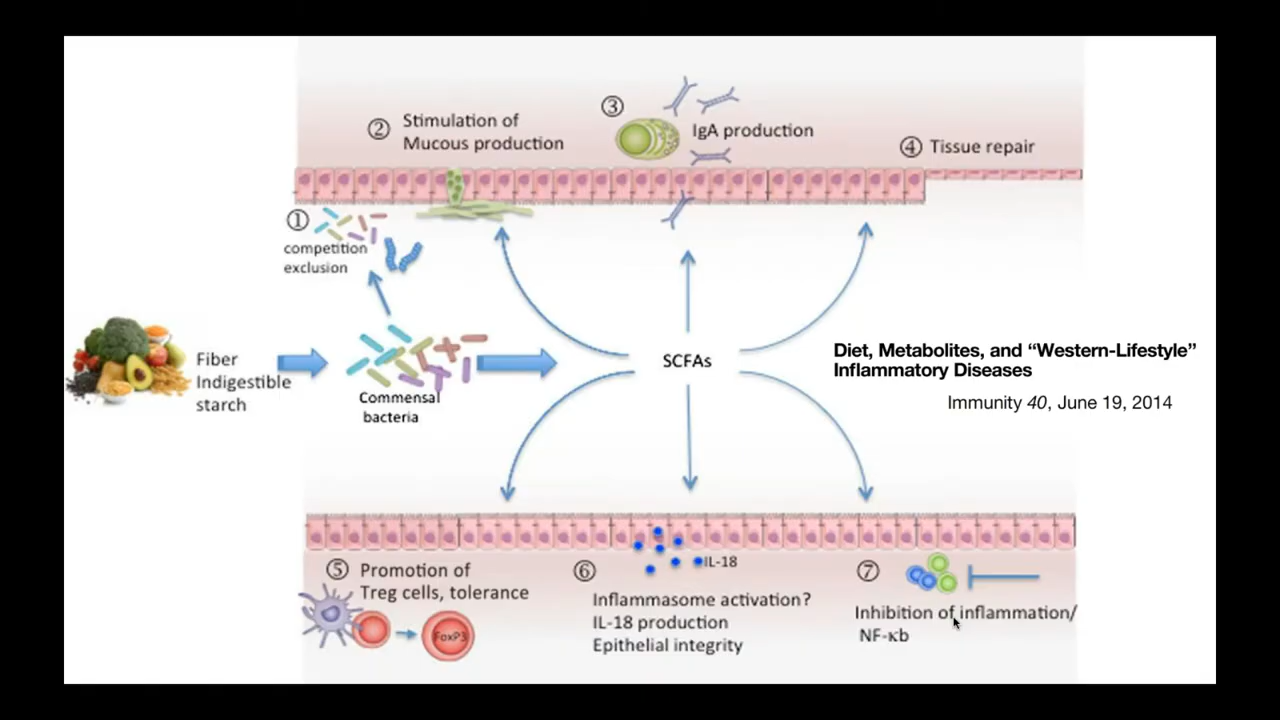 ②
Stimulation of
Mucous production
③
IgA production
④
Tissue repair
①
competition
exclusion
Fiber
Indigestible
starch
Commensal
bacteria
SCFAs
Diet, Metabolites, and “Western-Lifestyle”
Inflammatory Diseases
Immunity 40, June 19, 2014
⑤
Promotion of
Treg cells, tolerance
FoxP3
⑥
IL-18
Inflammasome activation?
IL-18 production
Epithelial integrity
⑦
Inhibition of inflammation/
NF-κb